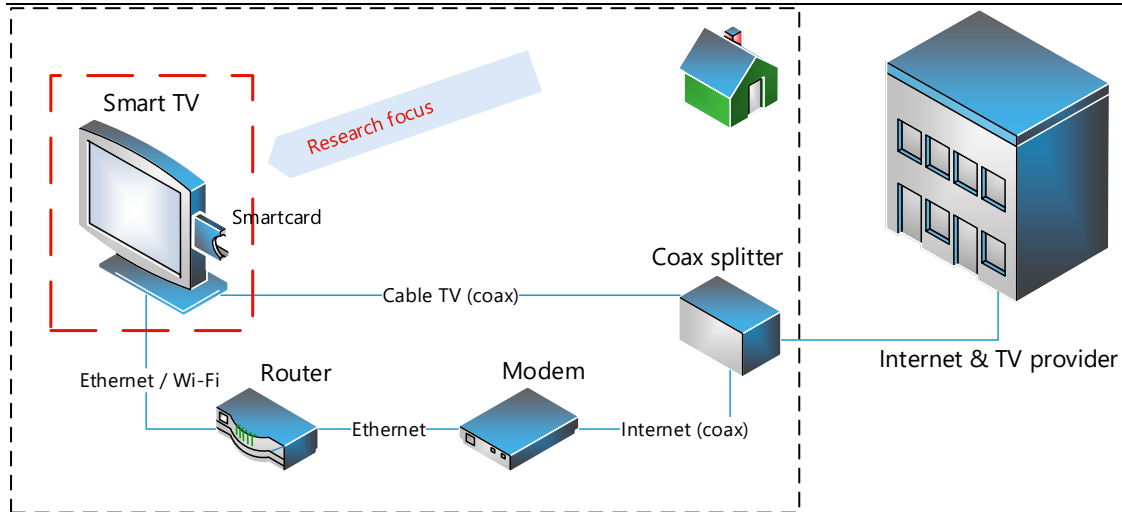 Smart TV
Research focus
Smartcard
Coax splitter
Cable TV (coax)
Internet & TV provider
Ethernet / Wi-Fi
Router
Modem
Ethernet
Internet (coax)